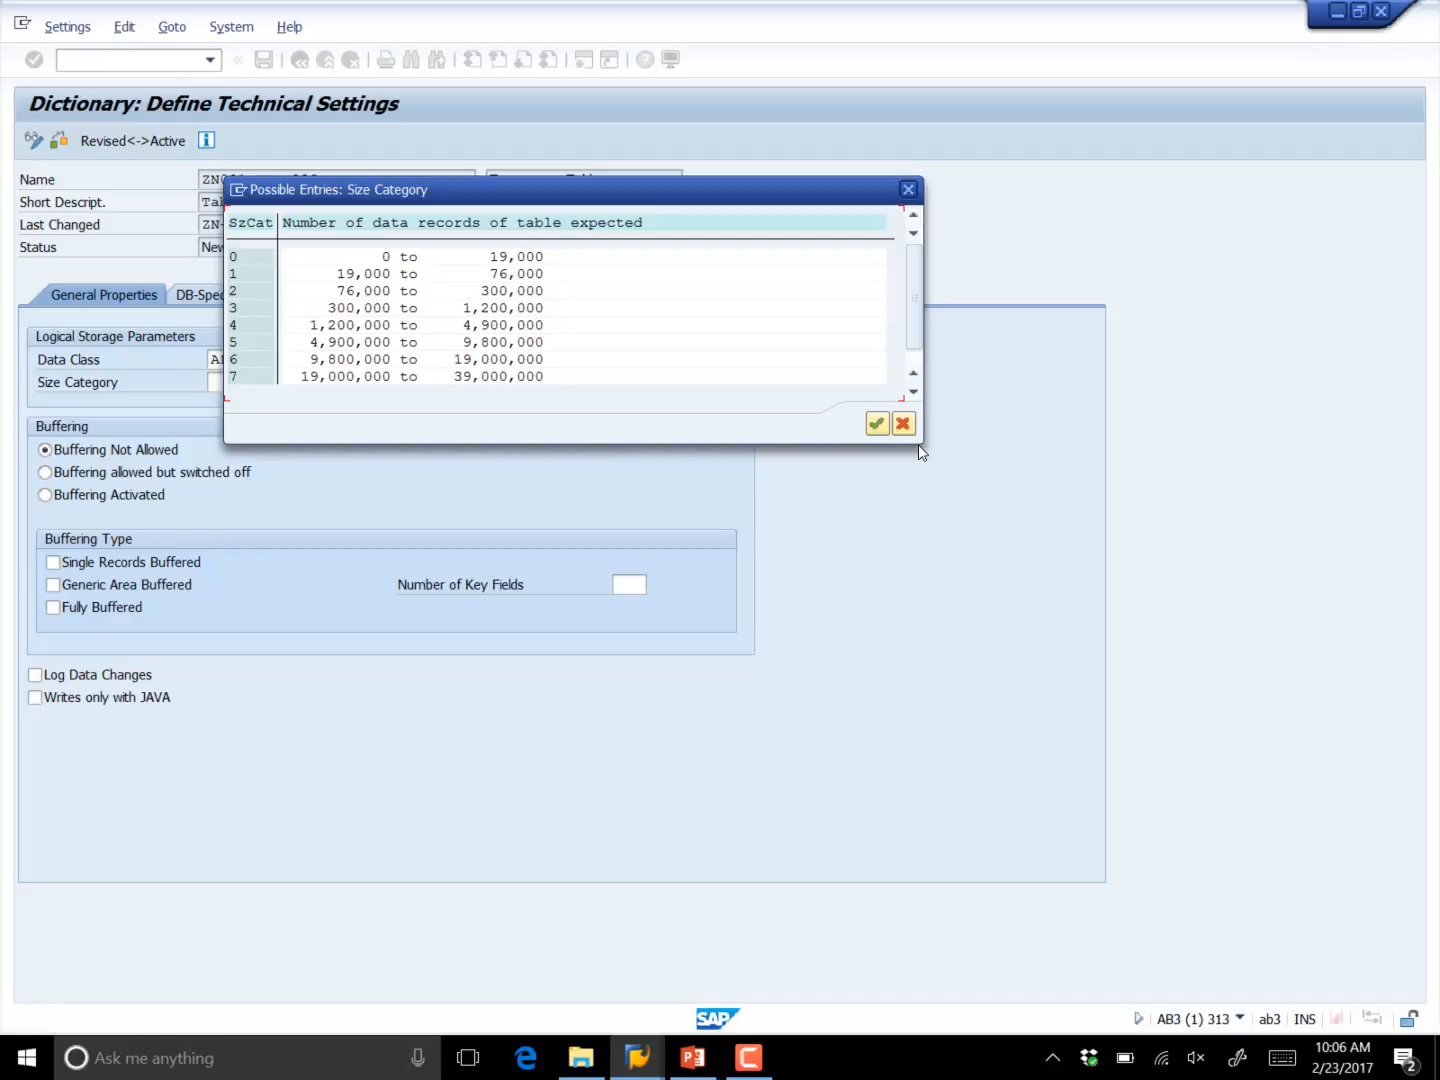 Settings Edit Goto System Help
Dictionary: Define Technical Settings
Revised<->Active
Name
Short Descript.
Last Changed
Status
Possible Entries: Size Category
SzCat Number of data records of table expected
0 0 to 19,000
1 19,000 to 76,000
2 76,000 to 300,000
3 300,000 to 1,200,000
4 1,200,000 to 4,900,000
5 4,900,000 to 9,800,000
6 9,800,000 to 19,000,000
7 19,000,000 to 39,000,000
General Properties DB-Spec
Logical Storage Parameters
Data Class
Size Category
Buffering
Buffering Not Allowed
Buffering allowed but switched off
Buffering Activated
Buffering Type
Single Records Buffered
Generic Area Buffered Number of Key Fields
Fully Buffered
Log Data Changes
Writes only with JAVA
SAP
AB3 (1) 313 ab3 INS
Ask me anything
10:06 AM
2/23/2017
2